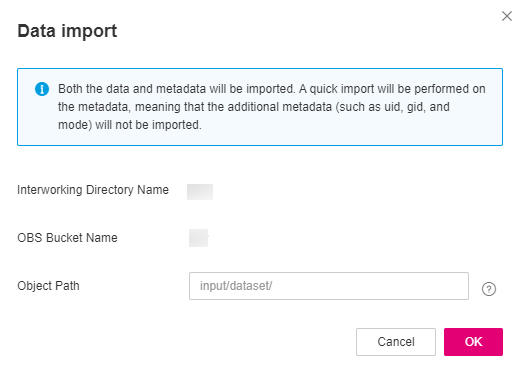 Data import
Both the data and metadata will be imported. A quick import will be performed on
the metadata, meaning that the additional metadata (such as uid, gid, and
mode) will not be imported.
Interworking Directory Name
OBS Bucket Name
Object Path
input/dataset/
Cancel
OK